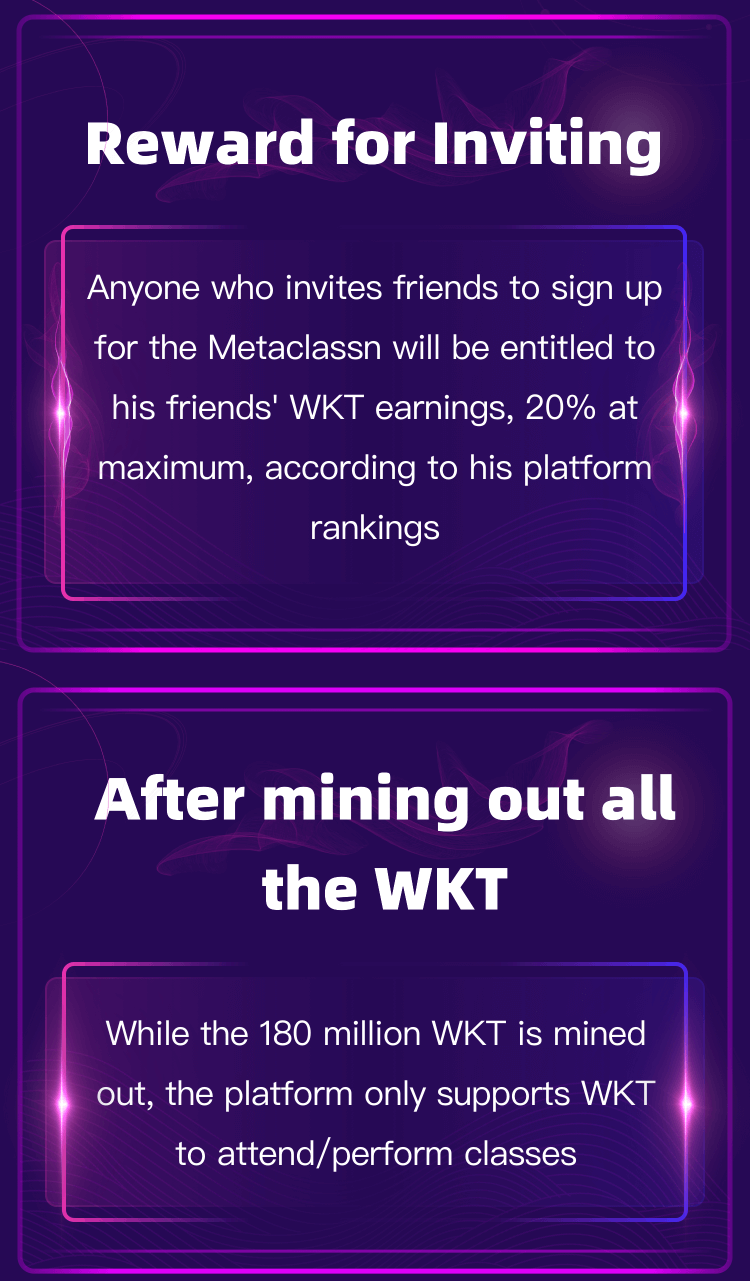 Reward for Inviting
Anyone who invites friends to sign up
for the Metaclassn will be entitled to
his friends' WKT earnings, 20% at
maximum, according to his platform
rankings
After mining out all
the WKT
While the 180 million WKT is mined
out, the platform only supports WKT
to attend/perform classes